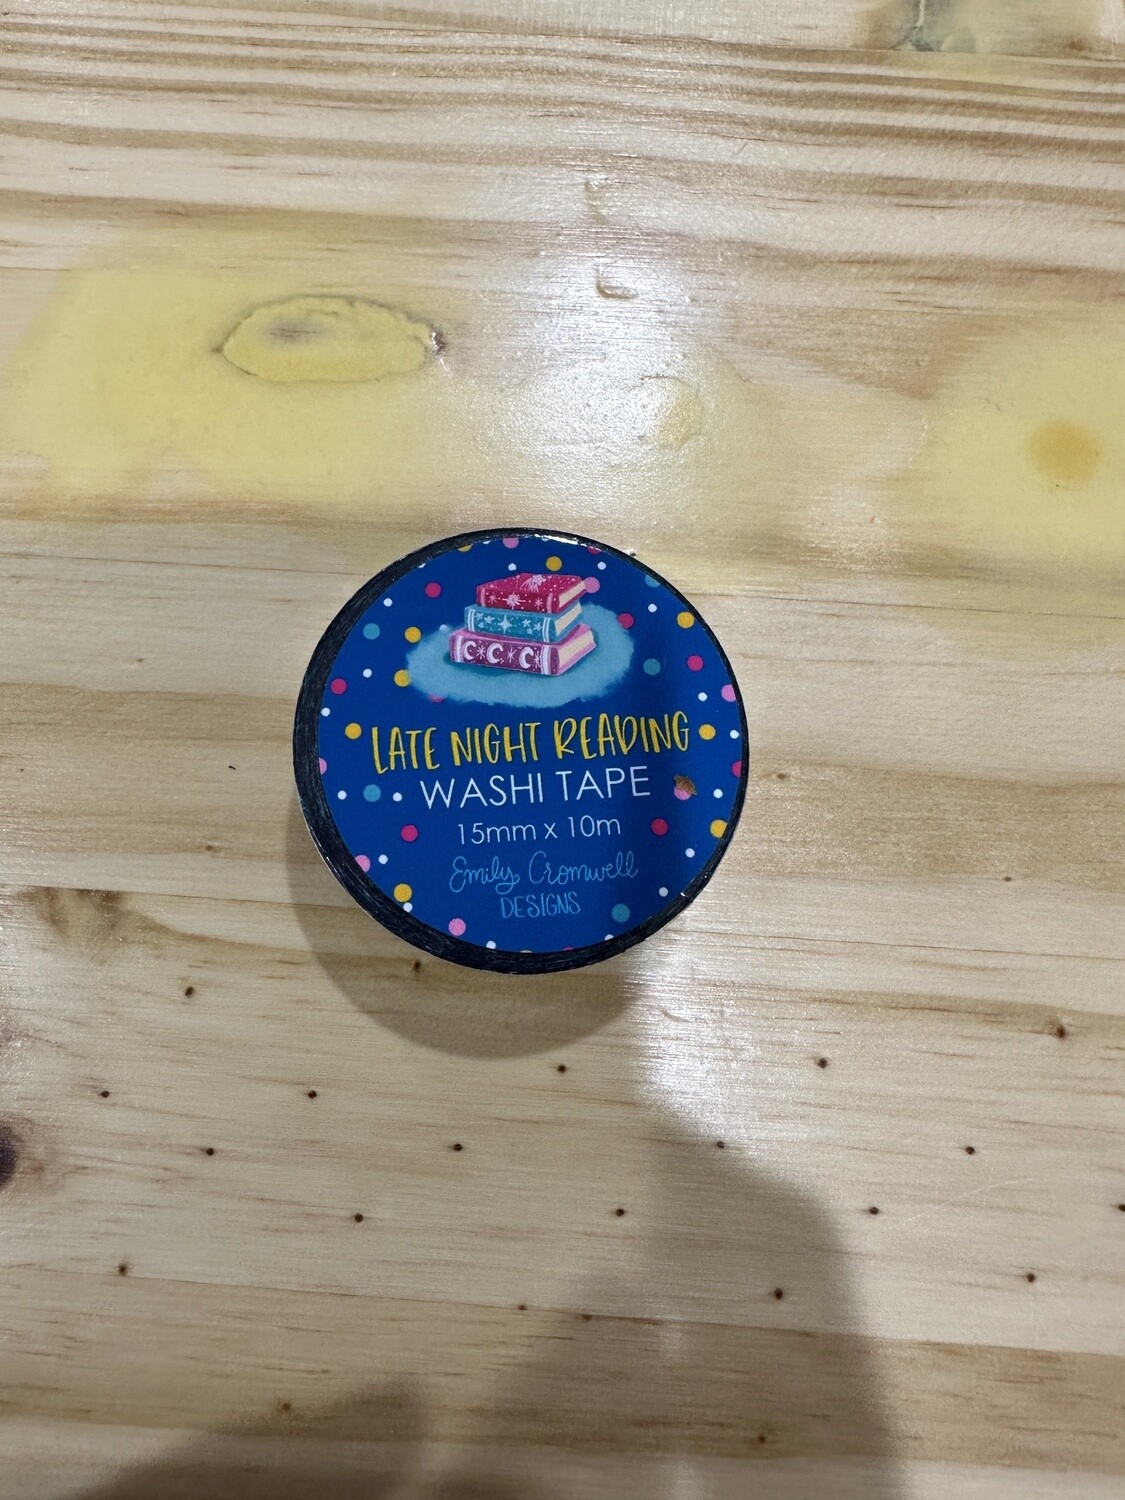 LATE NIGHT READING
WASHI TAPE
15mm x 10m
Emily Cromwell
DESIGNS